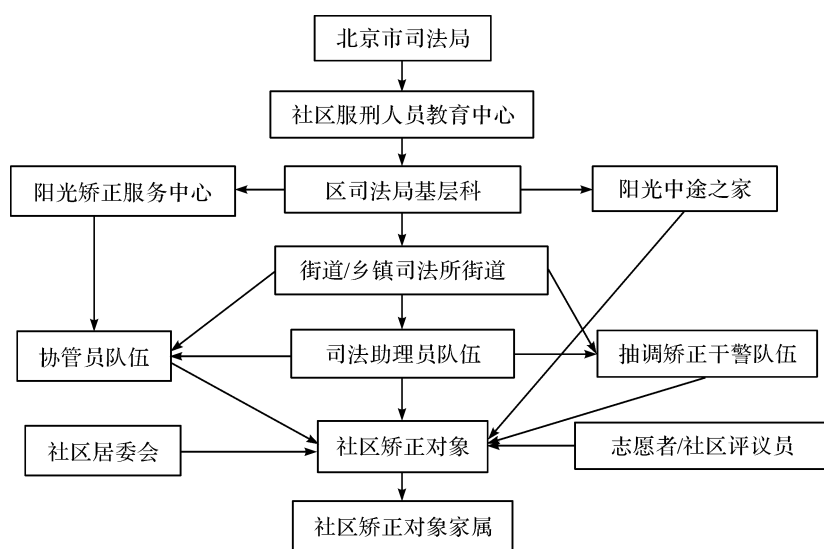 北京市司法局
社区服刑人员教育中心
阳光矫正服务中心
区司法局基层科
阳光中途之家
街道/乡镇司法所街道
协管员队伍
司法助理员队伍
抽调矫正干警队伍
社区居委会
社区矫正对象
志愿者/社区评议员
社区矫正对象家属